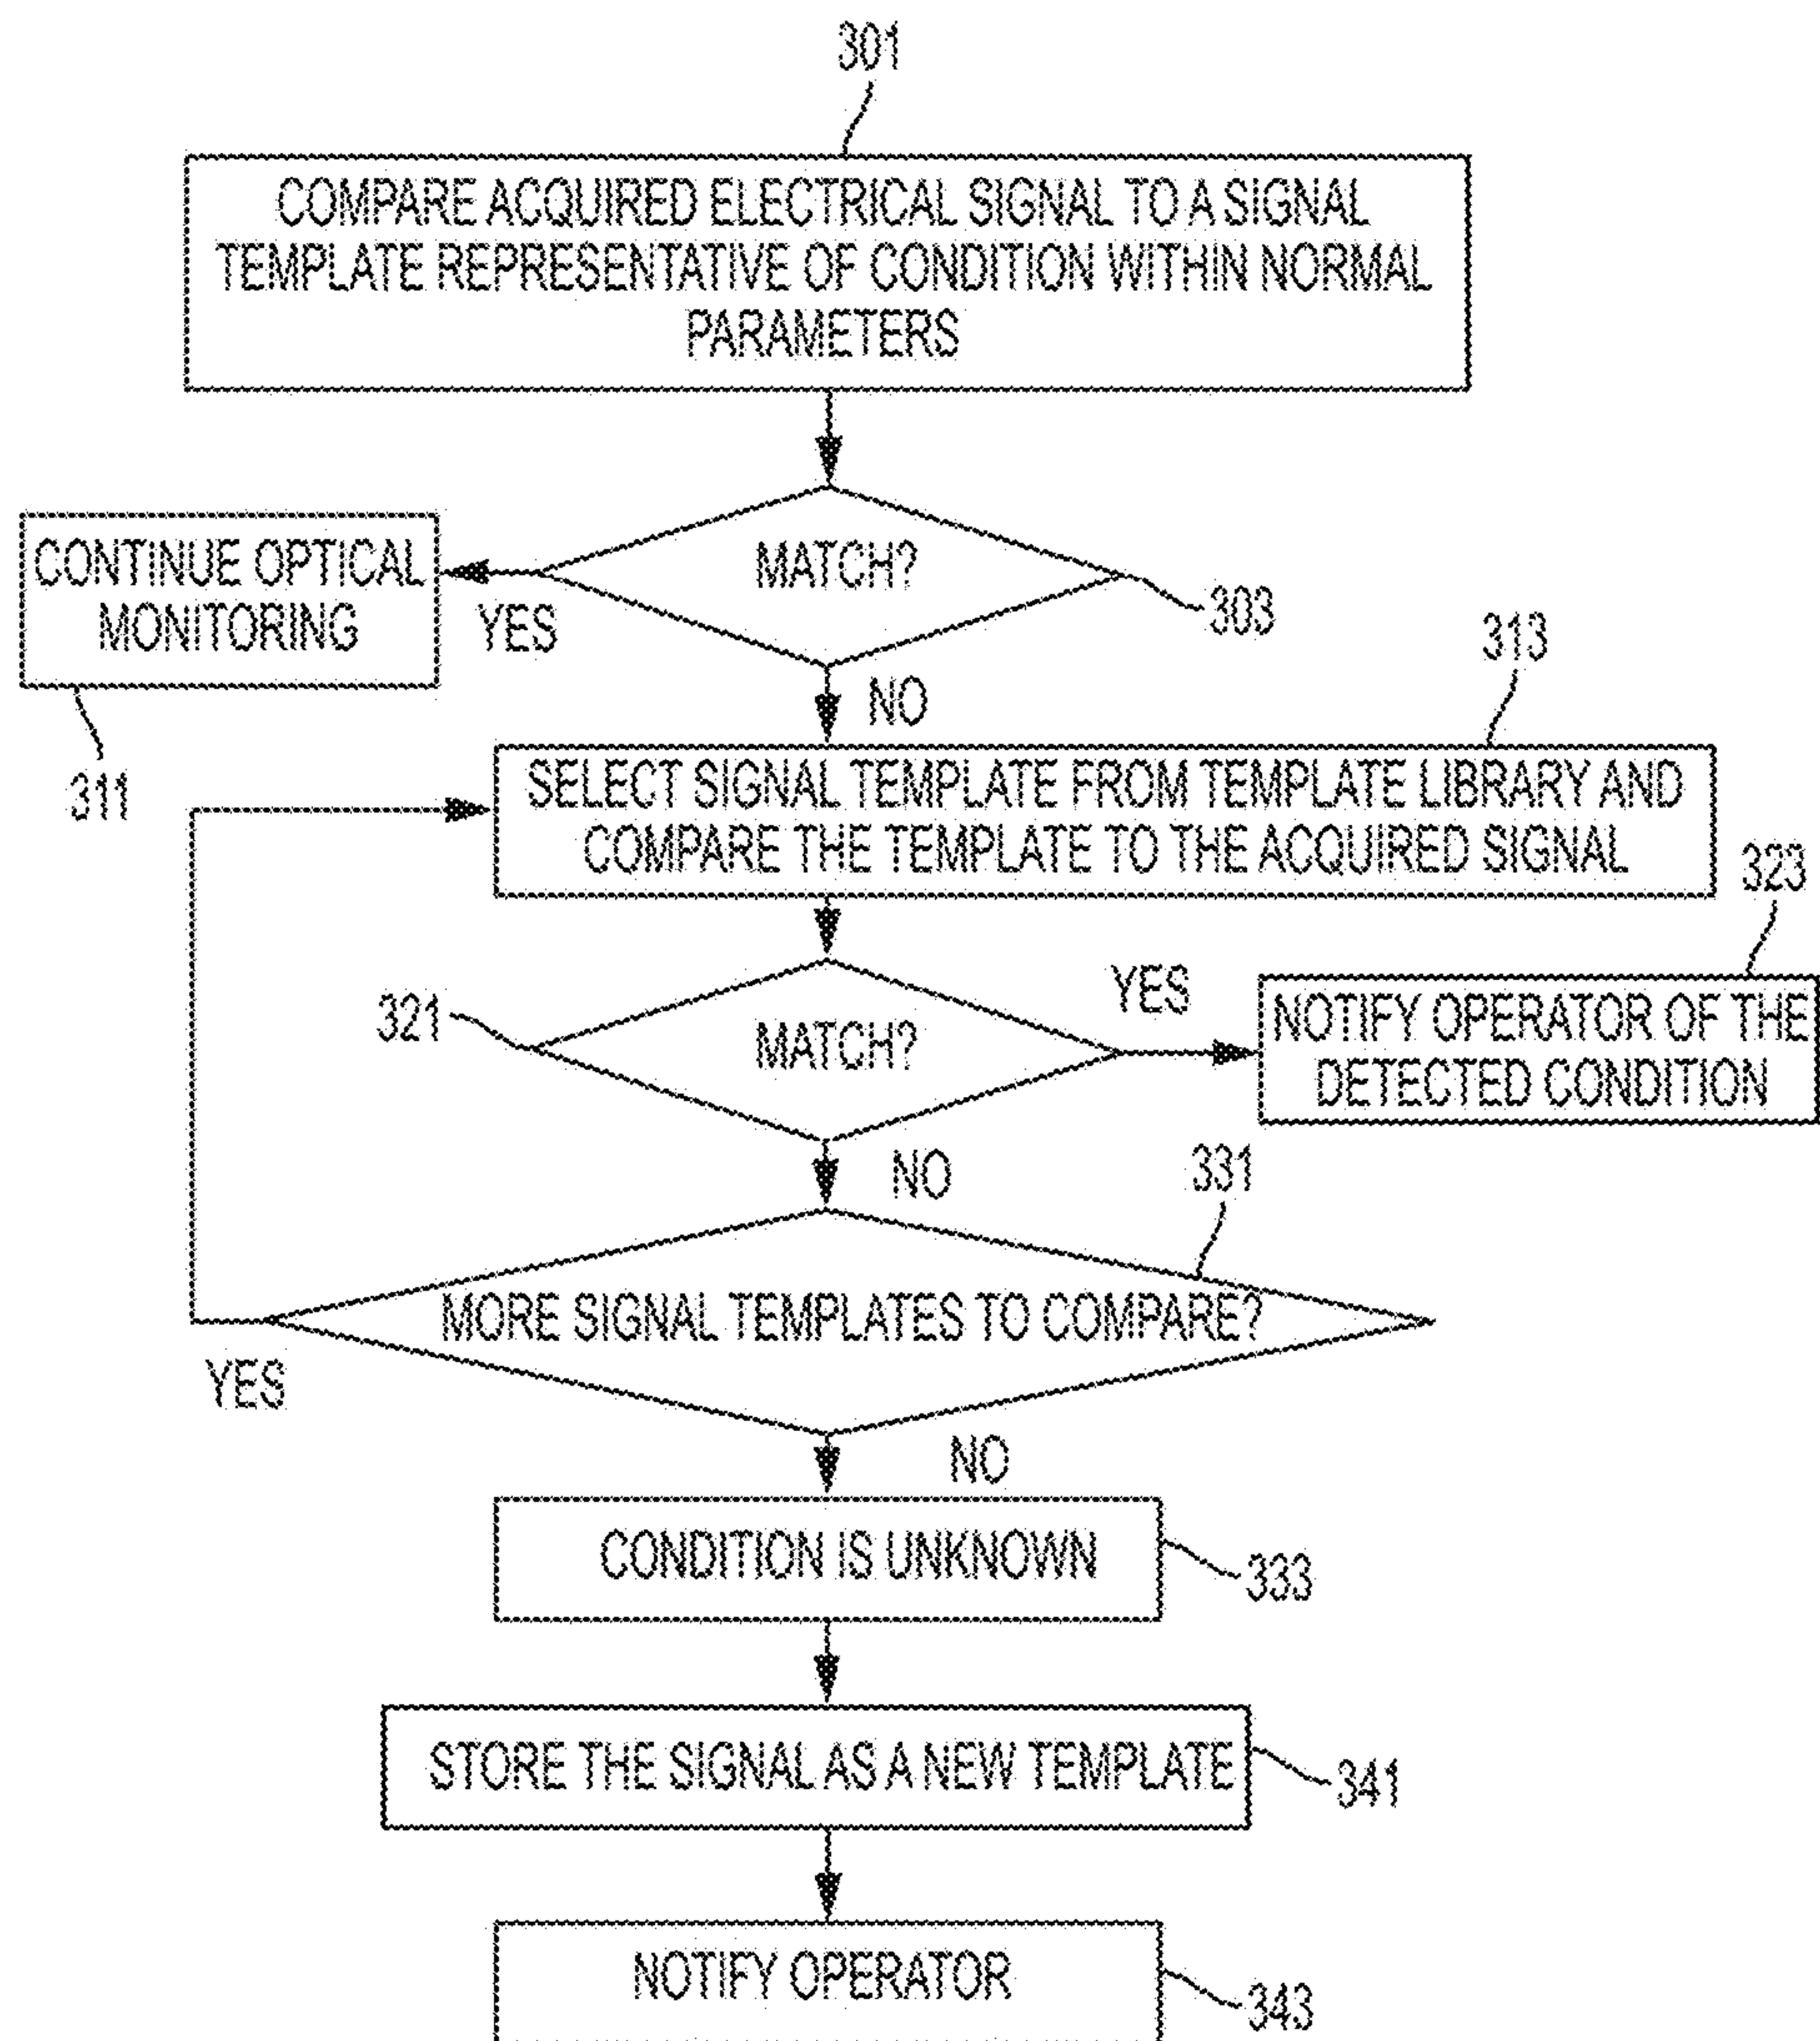 301
COMPARE ACQUIRED ELECTRICAL SIGNAL TO A SIGNAL
TEMPLATE REPRESENTATIVE OF CONDITION WITHIN NORMAL
PARAMETERS
MATCH?
303
YES
CONTINUE OPTICAL
MONITORING
311
NO
313
SELECT SIGNAL TEMPLATE FROM TEMPLATE LIBRARY AND
COMPARE THE TEMPLATE TO THE ACQUIRED SIGNAL
321
MATCH?
YES
323
NOTIFY OPERATOR OF THE
DETECTED CONDITION
NO
331
MORE SIGNAL TEMPLATES TO COMPARE?
YES
NO
CONDITION IS UNKNOWN
333
STORE THE SIGNAL AS A NEW TEMPLATE
341
NOTIFY OPERATOR
343